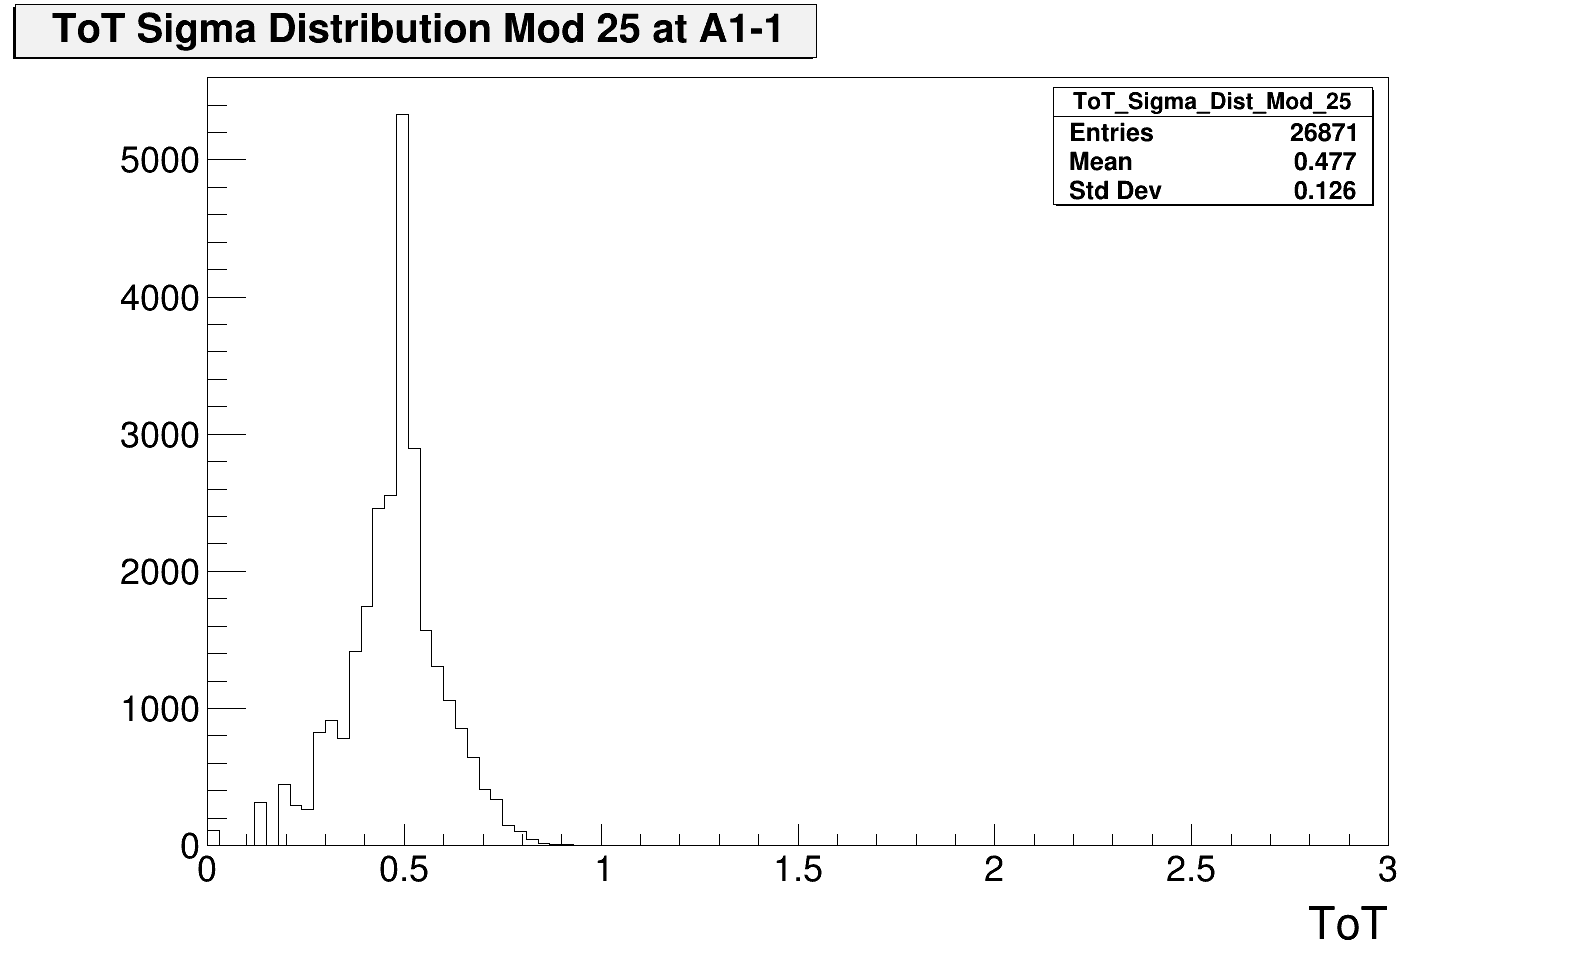 ToT Sigma Distribution Mod 25 at A1-1
ToT_Sigma_Dist_Mod_25
Entries 26871
Mean 0.477
Std Dev 0.126
5000
4000
3000
2000
1000
0
0 0.5 1 1.5 2 2.5 3
ToT